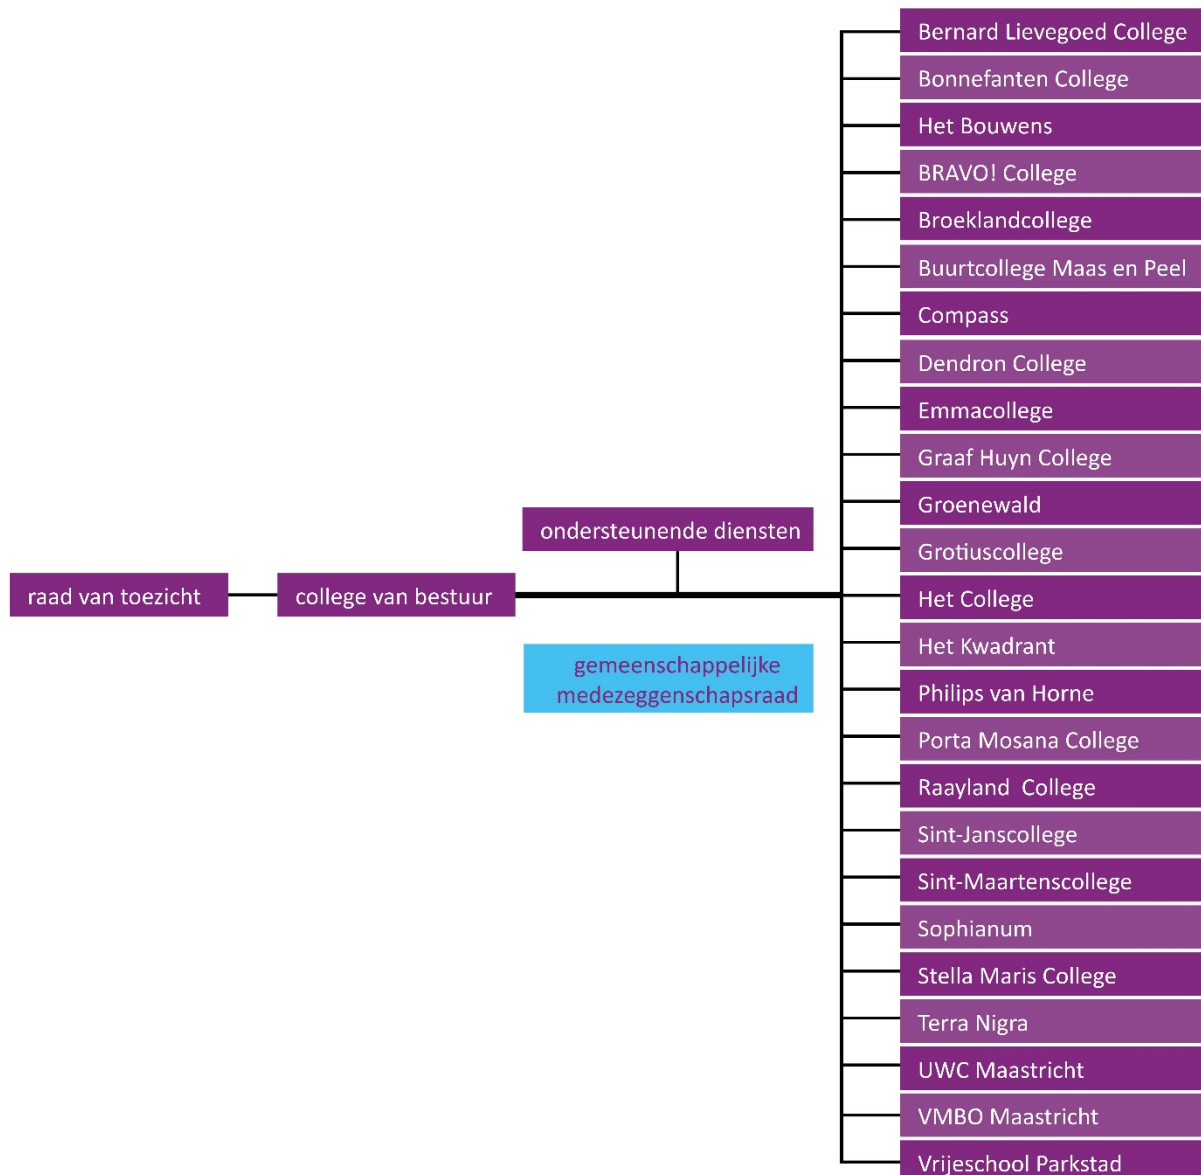 raad van toezicht
college van bestuur
ondersteunende diensten
gemeenschappelijke
medezeggenschapsraad
Bernard Lievegoed College
Bonnefanten College
Het Bouwens
BRAVO! College
Broeklandcollege
Buurtcollege Maas en Peel
Compass
Dendron College
Emmacollege
Graaf Huyn College
Groenewald
Grotiuscollege
Het College
Het Kwadrant
Philips van Horne
Porta Mosana College
Raayland College
Sint-Janscollege
Sint-Maartenscollege
Sophianum
Stella Maris College
Terra Nigra
UWC Maastricht
VMBO Maastricht
Vrijeschool Parkstad